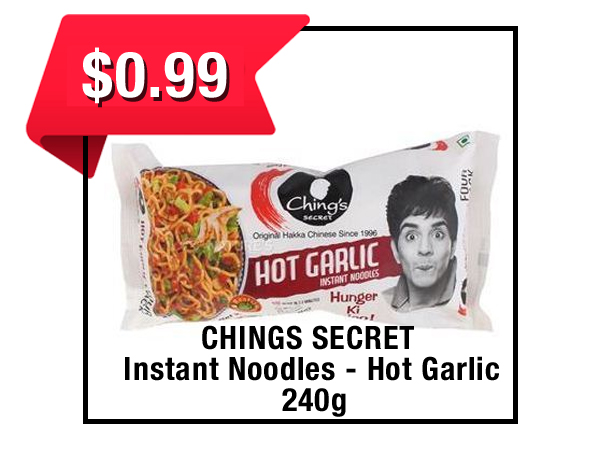 $0.99
Ching's
SECRET
Original Hakka Chinese Since 1996
HOT GARLIC
INSTANT NOODLES
Hunger
Ki
CHINGS SECRET
Instant Noodles - Hot Garlic
240g